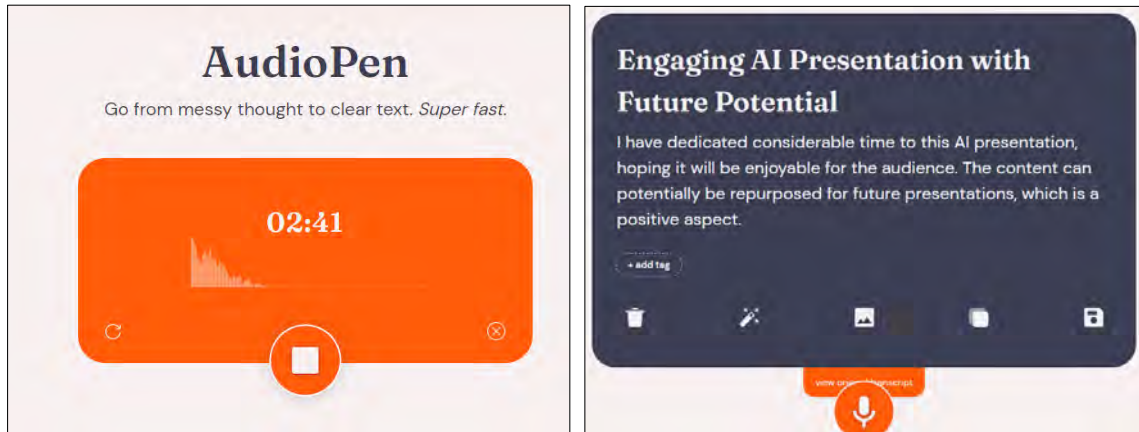 AudioPen
Go from messy thought to clear text. Super fast.
02:41
Engaging AI Presentation with
Future Potential
I have dedicated considerable time to this AI presentation,
hoping it will be enjoyable for the audience. The content can
potentially be repurposed for future presentations, which is a
positive aspect.
+ add tag
view transcript